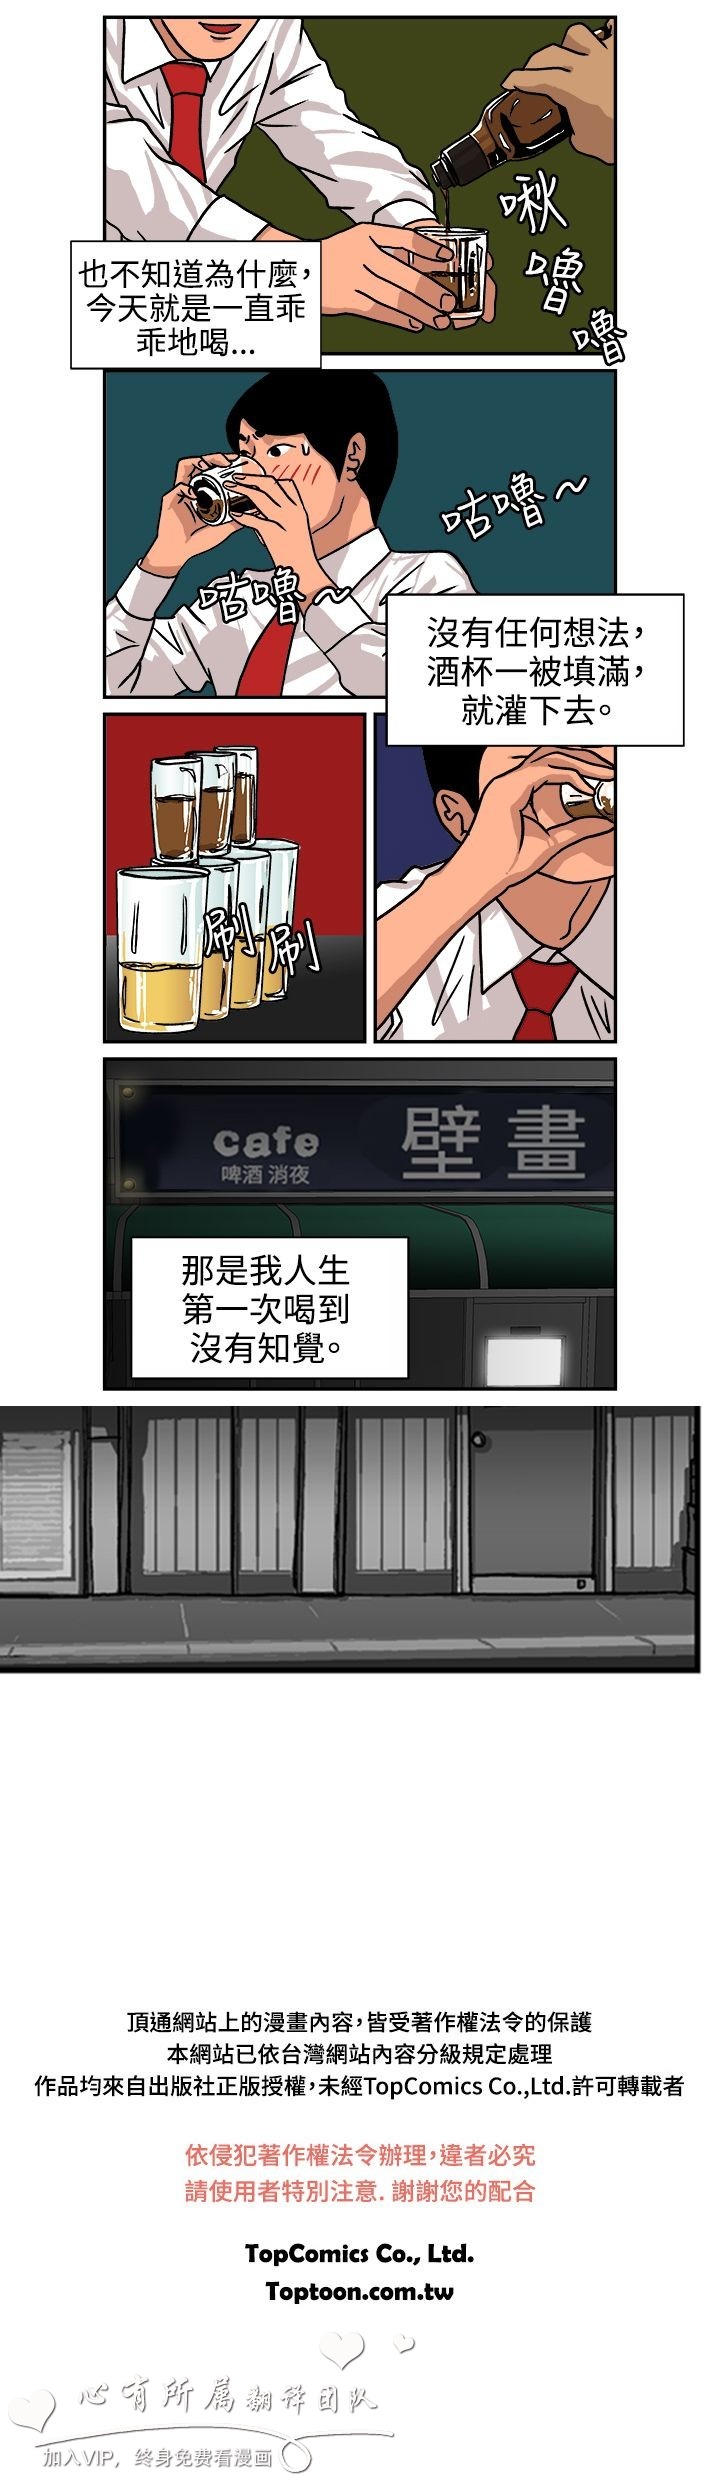 啾
嚕
嚕
也不知道為什麼，
今天就是一直乖
乖地喝...
咕嚕～
咕嚕～
沒有任何想法，
酒杯一被填滿，
就灌下去。
刷
刷
cafe
啤酒 消夜
壁畫
那是我人生
第一次喝到
沒有知覺。
頂通網站上的漫畫內容，皆受著作權法令的保護
本網站已依台灣網站內容分級規定處理
作品均來自出版社正版授權，未經TopComics Co.,Ltd.許可轉載者
依侵犯著作權法令辦理，違者必究
請使用者特別注意. 謝謝您的配合
TopComics Co., Ltd.
Toptoon.com.tw
心有所属翻译团队
加入VIP，终身免费看漫画